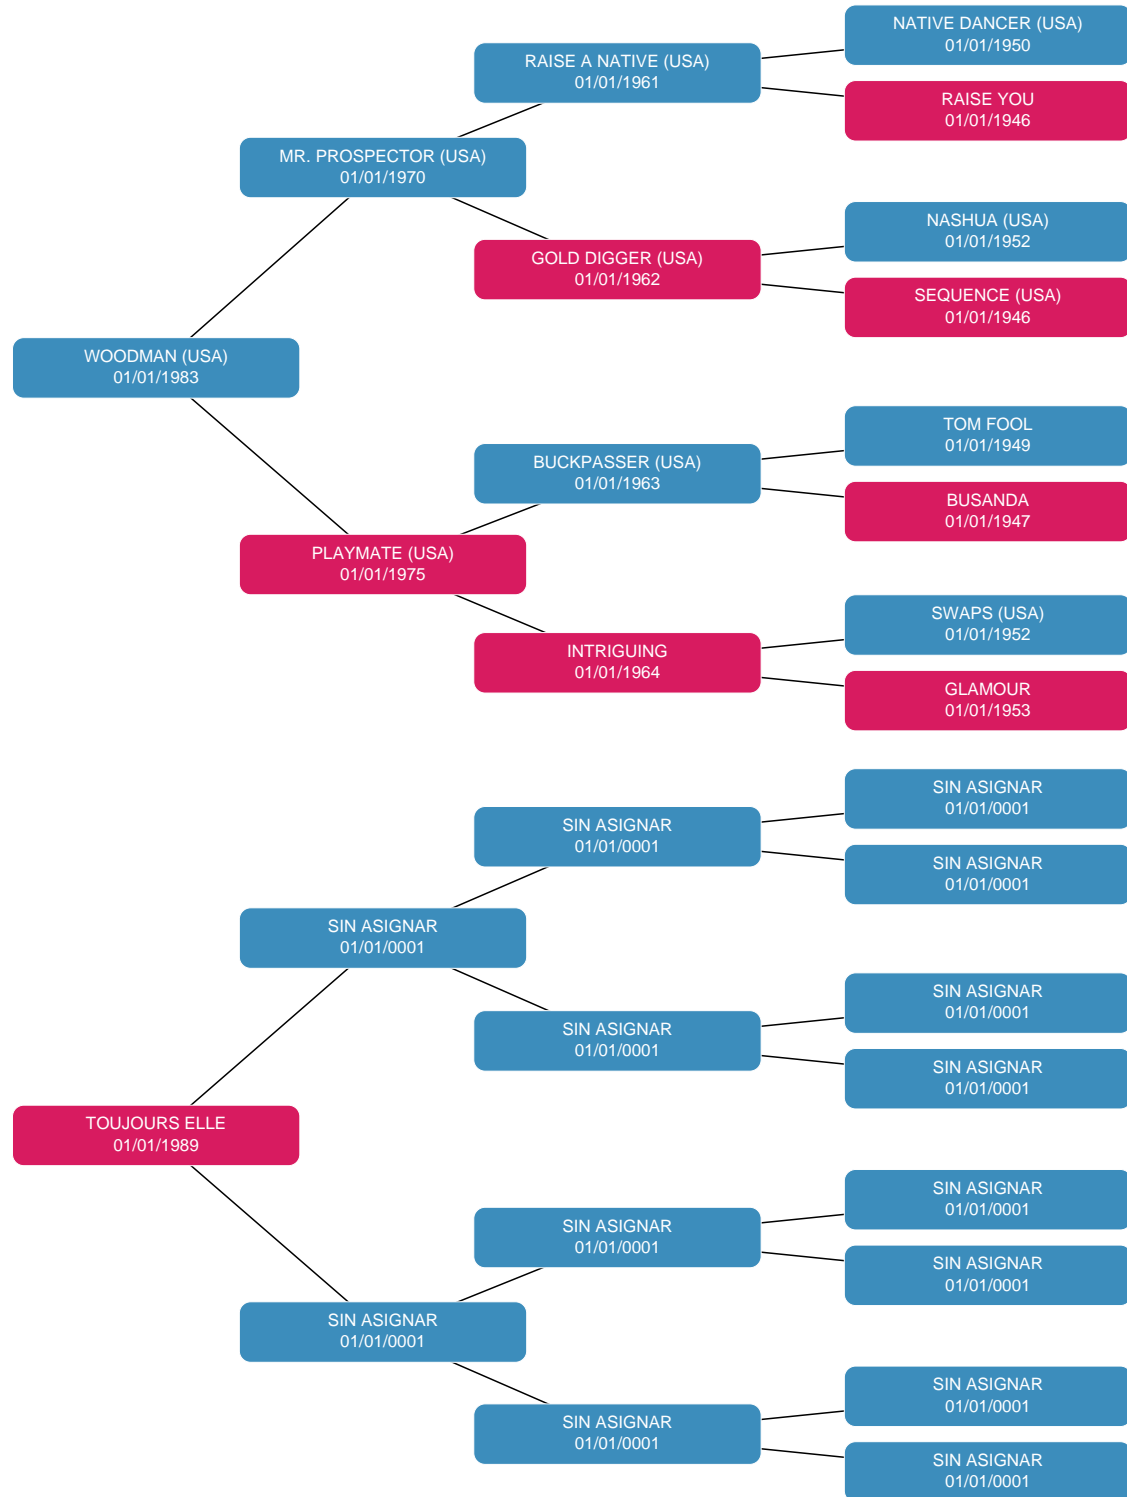 NATIVE DANCER (USA)
01/01/1950
RAISE A NATIVE (USA)
01/01/1961
RAISE YOU
01/01/1946
MR. PROSPECTOR (USA)
01/01/1970
NASHUA (USA)
01/01/1952
GOLD DIGGER (USA)
01/01/1962
SEQUENCE (USA)
01/01/1946
WOODMAN (USA)
01/01/1983
TOM FOOL
01/01/1949
BUCKPASSER (USA)
01/01/1963
BUSANDA
01/01/1947
PLAYMATE (USA)
01/01/1975
SWAPS (USA)
01/01/1952
INTRIGUING
01/01/1964
GLAMOUR
01/01/1953
SIN ASIGNAR
01/01/0001
SIN ASIGNAR
01/01/0001
SIN ASIGNAR
01/01/0001
SIN ASIGNAR
01/01/0001
SIN ASIGNAR
01/01/0001
SIN ASIGNAR
01/01/0001
SIN ASIGNAR
01/01/0001
TOUJOURS ELLE
01/01/1989
SIN ASIGNAR
01/01/0001
SIN ASIGNAR
01/01/0001
SIN ASIGNAR
01/01/0001
SIN ASIGNAR
01/01/0001
SIN ASIGNAR
01/01/0001
SIN ASIGNAR
01/01/0001
SIN ASIGNAR
01/01/0001